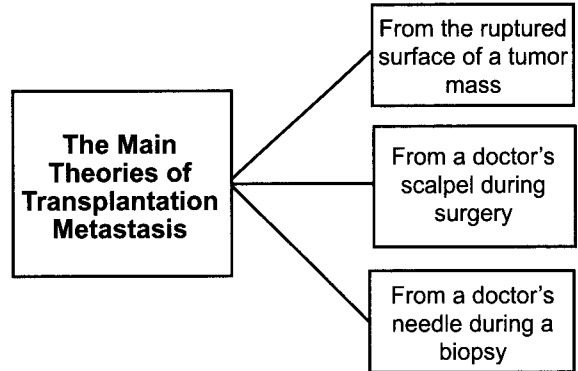 The Main
Theories of
Transplantation
Metastasis
From the ruptured
surface of a tumor
mass
From a doctor's
scalpel during
surgery
From a doctor's
needle during a
biopsy